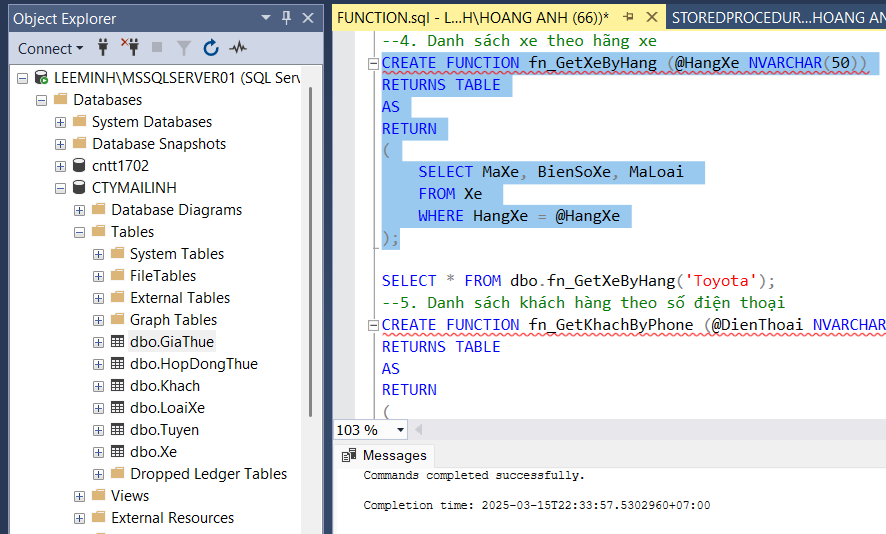 Object Explorer
Connect
LEEMINH\MSSQLSERVER01 (SQL Serv
Databases
System Databases
Database Snapshots
cntt1702
CTYMAILINH
Database Diagrams
Tables
System Tables
FileTables
External Tables
Graph Tables
dbo.GiaThue
dbo.HopDongThue
dbo.Khach
dbo.LoaiXe
dbo.Tuyen
dbo.Xe
Dropped Ledger Tables
Views
External Resources
FUNCTION.sql - L...H\HOANG ANH (66))*
STOREDPROCEDUR...HOANG AN
--4. Danh sách xe theo hãng xe
CREATE FUNCTION fn_GetXeByHang (@HangXe NVARCHAR(50))
RETURNS TABLE
AS
RETURN
(
SELECT MaXe, BienSoXe, MaLoai
FROM Xe
WHERE HangXe = @HangXe
);
SELECT * FROM dbo.fn_GetXeByHang('Toyota');
--5. Danh sách khách hàng theo số điện thoại
CREATE FUNCTION fn_GetKhachByPhone (@DienThoai NVARCHAR
RETURNS TABLE
AS
RETURN
(
103 %
Messages
Commands completed successfully.
Completion time: 2025-03-15T22:33:57.5302960+07:00